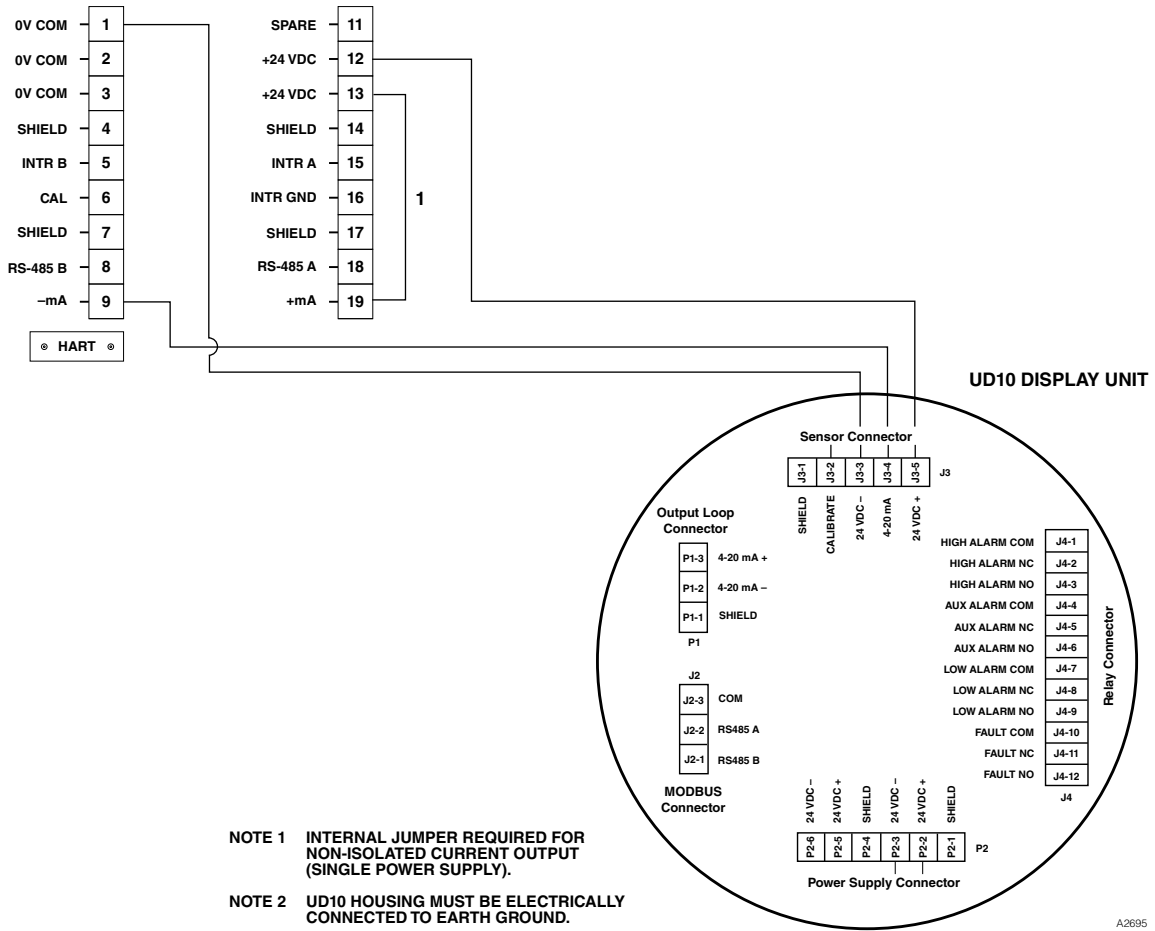 0V COM 1
0V COM 2
0V COM 3
SHIELD 4
INTR B 5
CAL 6
SHIELD 7
RS-485 B 8
–mA 9
HART
SPARE 11
+24 VDC 12
+24 VDC 13
SHIELD 14
INTR A 15
INTR GND 16
SHIELD 17
RS-485 A 18
+mA 19
1
UD10 DISPLAY UNIT
Sensor Connector
J3-1
J3-2
J3-3
J3-4
J3-5
J3
SHIELD
CALIBRATE
24 VDC –
4-20 mA
24 VDC +
Output Loop
Connector
P1-3 4-20 mA +
P1-2 4-20 mA –
P1-1 SHIELD
P1
J2
J2-3 COM
J2-2 RS485 A
J2-1 RS485 B
MODBUS
Connector
HIGH ALARM COM J4-1
HIGH ALARM NC J4-2
HIGH ALARM NO J4-3
AUX ALARM COM J4-4
AUX ALARM NC J4-5
AUX ALARM NO J4-6
LOW ALARM COM J4-7
LOW ALARM NC J4-8
LOW ALARM NO J4-9
FAULT COM J4-10
FAULT NC J4-11
FAULT NO J4-12
J4
Relay Connector
24 VDC –
24 VDC +
SHIELD
24 VDC –
24 VDC +
SHIELD
P2-6
P2-5
P2-4
P2-3
P2-2
P2-1
P2
Power Supply Connector
NOTE 1 INTERNAL JUMPER REQUIRED FOR
NON-ISOLATED CURRENT OUTPUT
(SINGLE POWER SUPPLY).
NOTE 2 UD10 HOUSING MUST BE ELECTRICALLY
CONNECTED TO EARTH GROUND.
A2695